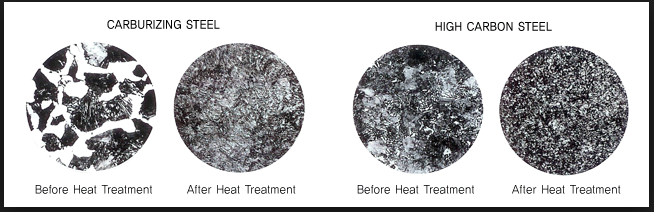 CARBURIZING STEEL
HIGH CARBON STEEL
Before Heat Treatment
After Heat Treatment
Before Heat Treatment
After Heat Treatment